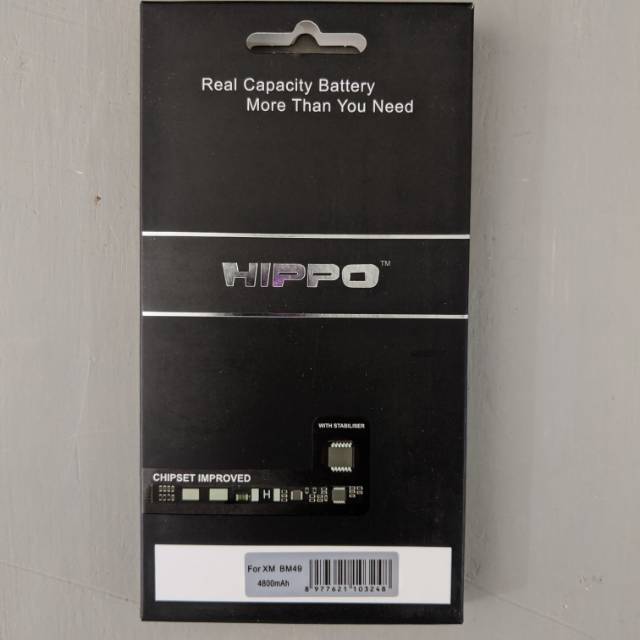 Real Capacity Battery
More Than You Need
HIPPO™
WITH STABILISER
CHIPSET IMPROVED
H
For XM BM49
4800mAh
8 977621 103248